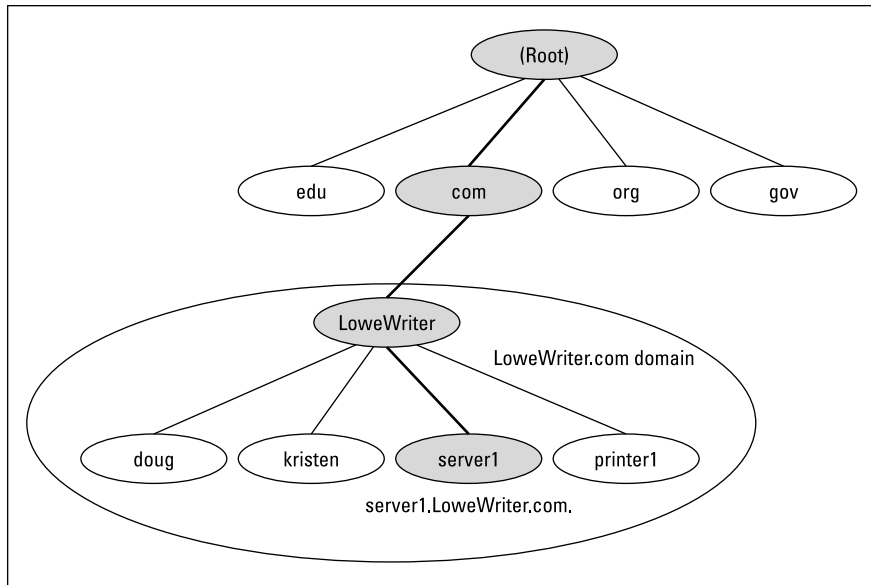 (Root)
edu
com
org
gov
LoweWriter
LoweWriter.com domain
doug
kristen
server1
printer1
server1.LoweWriter.com.